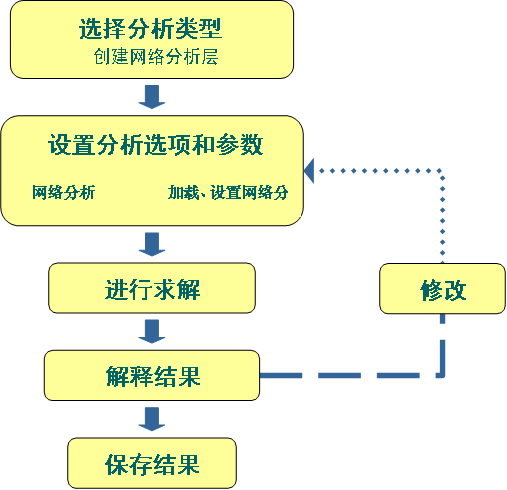 选择分析类型
创建网络分析层
设置分析选项和参数
网络分析
加载、设置网络分
进行求解
修改
解释结果
保存结果